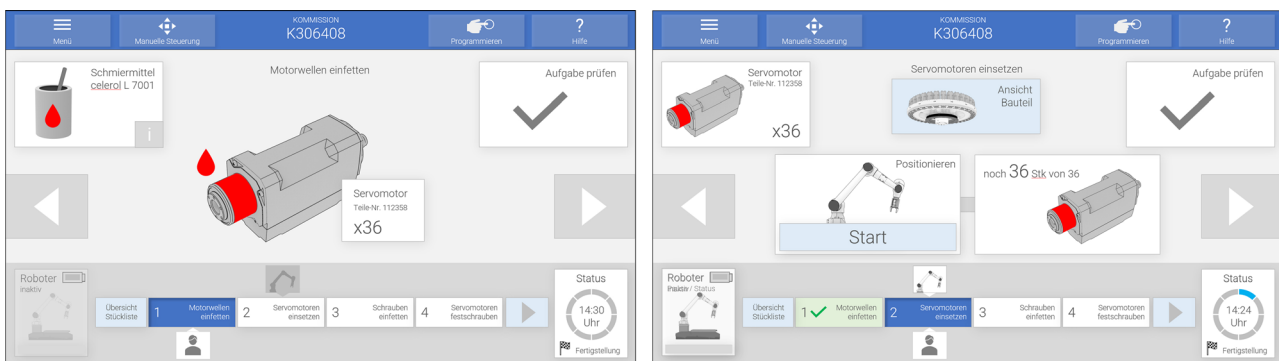 Menü
Manuelle Steuerung
KOMMISSION
K306408
Programmieren
?
Hilfe
Schmiermittel
celerol L 7001
i
Motorwellen einfetten
Aufgabe prüfen
Servomotor
Teile-Nr. 112358
x36
Roboter
inaktiv
Übersicht
Stückliste
1 Motorwellen
einfetten
2 Servomotoren
einsetzen
3 Schrauben
einfetten
4 Servomotoren
festschrauben
Status
14:30
Uhr
Fertigstellung
Menü
Manuelle Steuerung
KOMMISSION
K306408
Programmieren
?
Hilfe
Servomotor
Teile-Nr. 112358
x36
Servomotoren einsetzen
Ansicht
Bauteil
Aufgabe prüfen
Positionieren
Start
noch 36 Stk von 36
Roboter
/ Status
Übersicht
Stückliste
1 Motorwellen
einfetten
2 Servomotoren
einsetzen
3 Schrauben
einfetten
4 Servomotoren
festschrauben
Status
14:24
Uhr
Fertigstellung